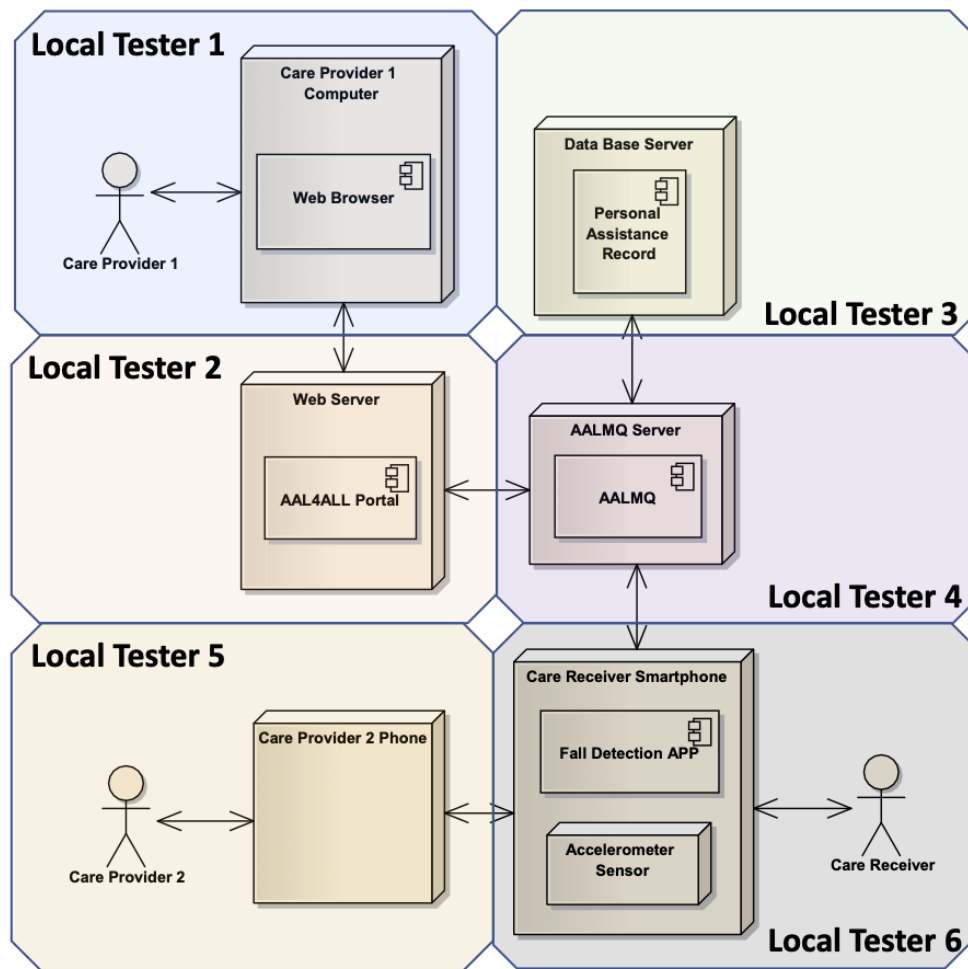 Local Tester 1
Care Provider 1
Computer
Web Browser
Care Provider 1
Data Base Server
Personal
Assistance
Record
Local Tester 3
Local Tester 2
Web Server
AAL4ALL Portal
AALMQ Server
AALMQ
Local Tester 4
Local Tester 5
Care Provider 2 Phone
Care Provider 2
Care Receiver Smartphone
Fall Detection APP
Accelerometer
Sensor
Care Receiver
Local Tester 6